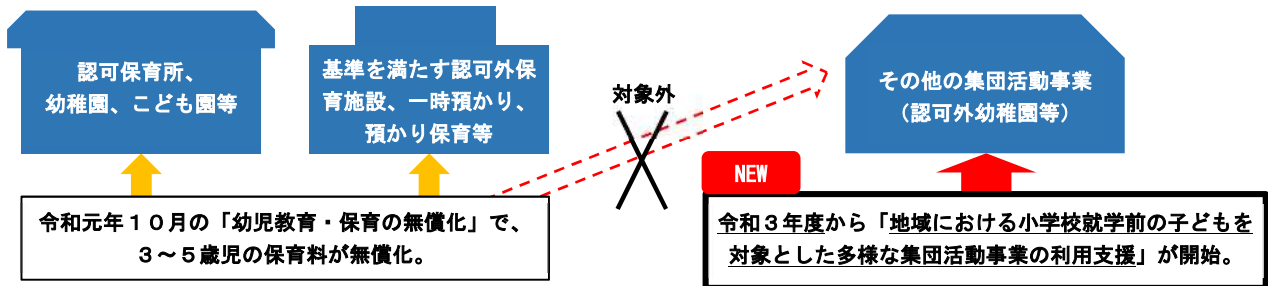 認可保育所、
幼稚園、こども園等
基準を満たす認可外保
育施設、一時預かり、
預かり保育等
対象外
その他の集団活動事業
（認可外幼稚園等）
NEW
令和元年１０月の「幼児教育・保育の無償化」で、
３～５歳児の保育料が無償化。
令和３年度から「地域における小学校就学前の子どもを
対象とした多様な集団活動事業の利用支援」が開始。